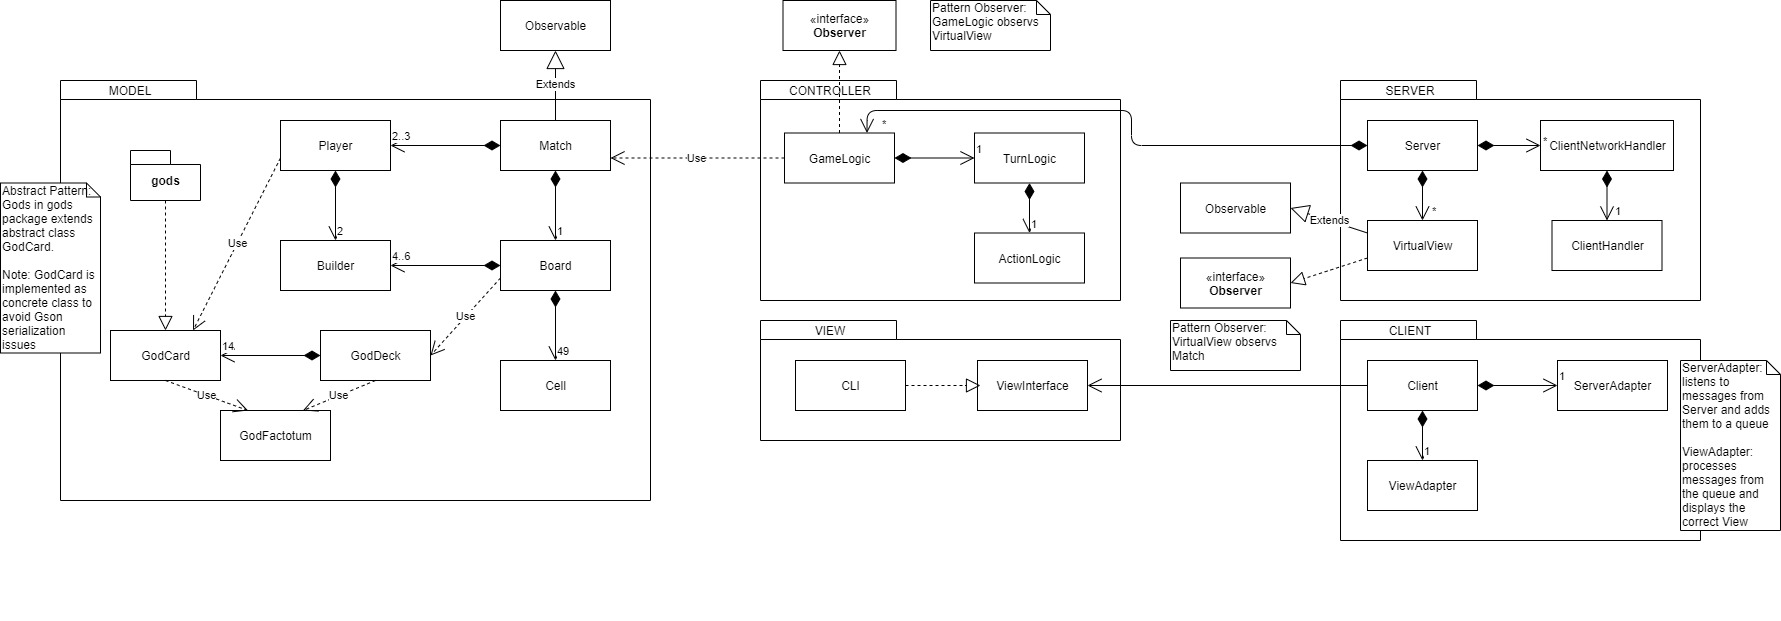 Observable
«interface»
Observer
Pattern Observer:
GameLogic observs
VirtualView
Extends
MODEL
Player
2..3
Match
gods
Abstract Pattern
Gods in gods
package extends
abstract class
GodCard.
Note: GodCard is
implemented as
concrete class to
avoid Gson
serialization
issues
Use
2
1
Builder
4..6
Board
Use
GodCard
14.
GodDeck
49
Cell
Use
Use
GodFactotum
Use
CONTROLLER
*
GameLogic
1
TurnLogic
1
ActionLogic
SERVER
Server
*
ClientNetworkHandler
Observable
Extends
*
VirtualView
1
ClientHandler
«interface»
Observer
VIEW
CLI
ViewInterface
Pattern Observer:
VirtualView observs
Match
CLIENT
Client
1
ServerAdapter
1
ViewAdapter
ServerAdapter:
listens to
messages from
Server and adds
them to a queue
ViewAdapter:
processes
messages from
the queue and
displays the
correct View